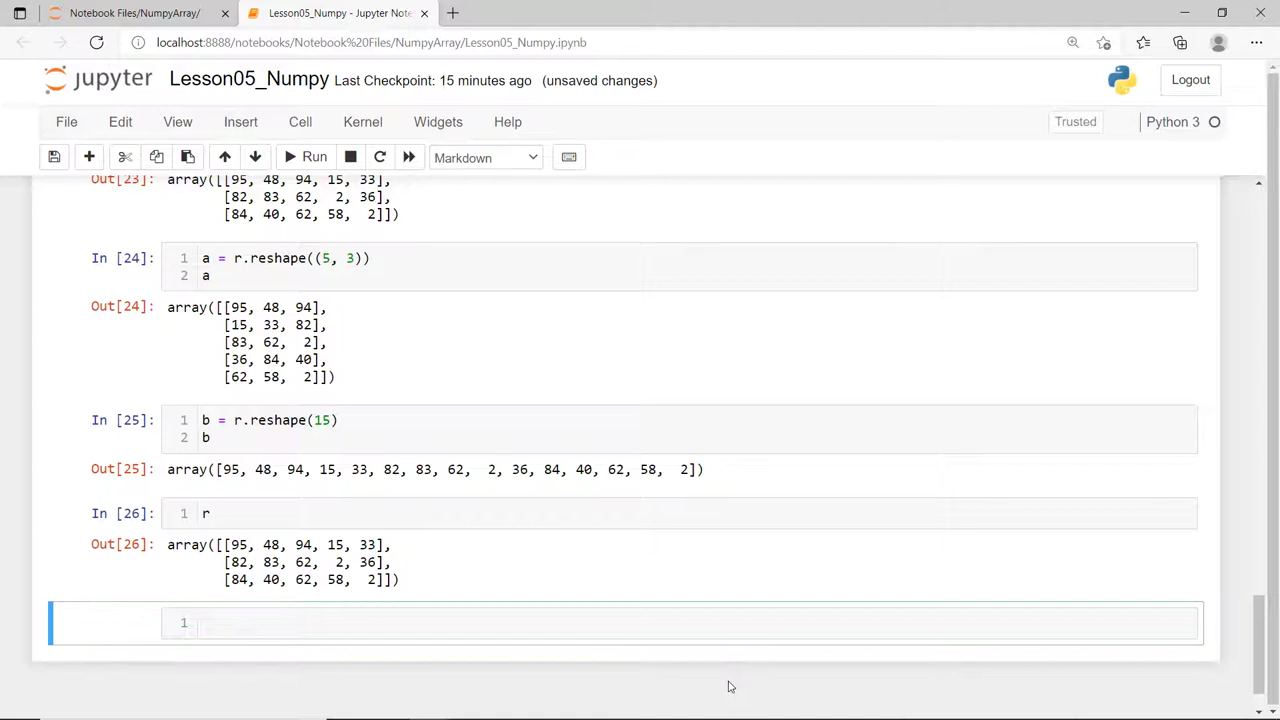 Notebook Files/NumpyArray/
Lesson05_Numpy - Jupyter Note
localhost:8888/notebooks/Notebook%20Files/NumpyArray/Lesson05_Numpy.ipynb
jupyter Lesson05_Numpy Last Checkpoint: 15 minutes ago (unsaved changes) Logout
File Edit View Insert Cell Kernel Widgets Help Trusted Python 3
Run Markdown
Out[23]: array([[95, 48, 94, 15, 33],
[82, 83, 62,  2, 36],
[84, 40, 62, 58,  2]])
In [24]: 1 a = r.reshape((5, 3))
2 a
Out[24]: array([[95, 48, 94],
[15, 33, 82],
[83, 62,  2],
[36, 84, 40],
[62, 58,  2]])
In [25]: 1 b = r.reshape(15)
2 b
Out[25]: array([95, 48, 94, 15, 33, 82, 83, 62,  2, 36, 84, 40, 62, 58,  2])
In [26]: 1 r
Out[26]: array([[95, 48, 94, 15, 33],
[82, 83, 62,  2, 36],
[84, 40, 62, 58,  2]])
1